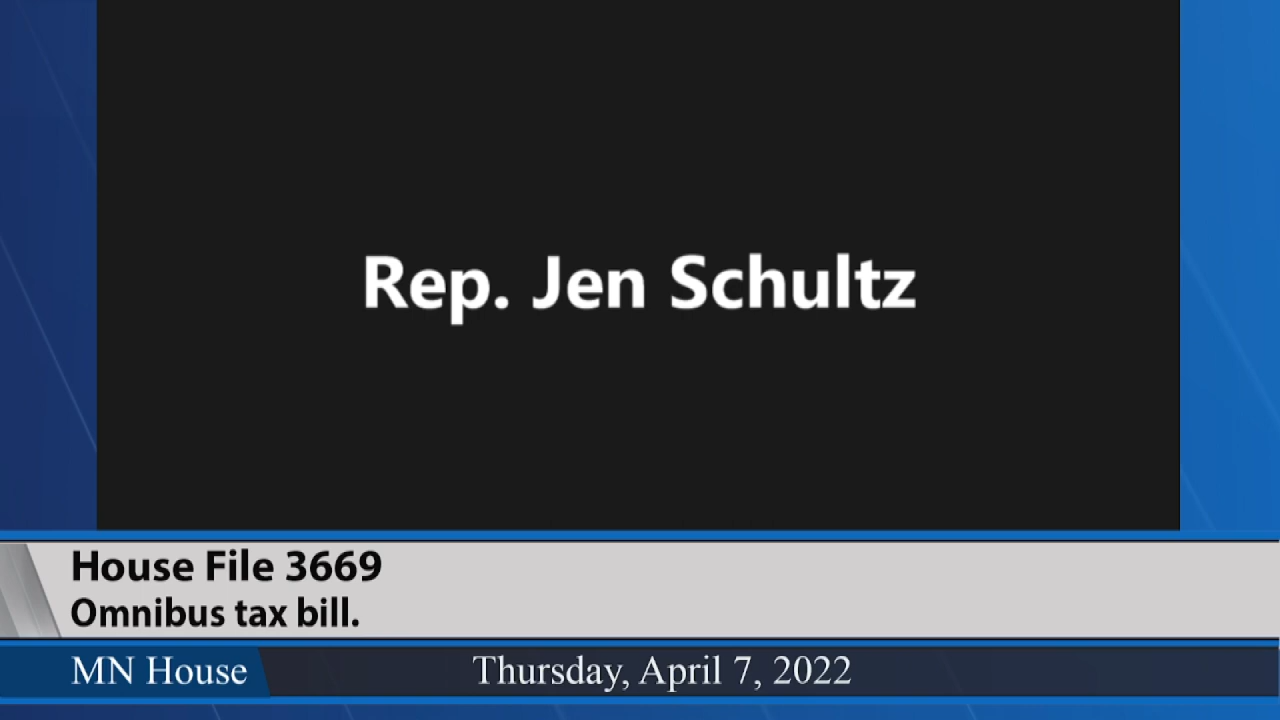 Rep. Jen Schultz
House File 3669
Omnibus tax bill.
MN House
Thursday, April 7, 2022